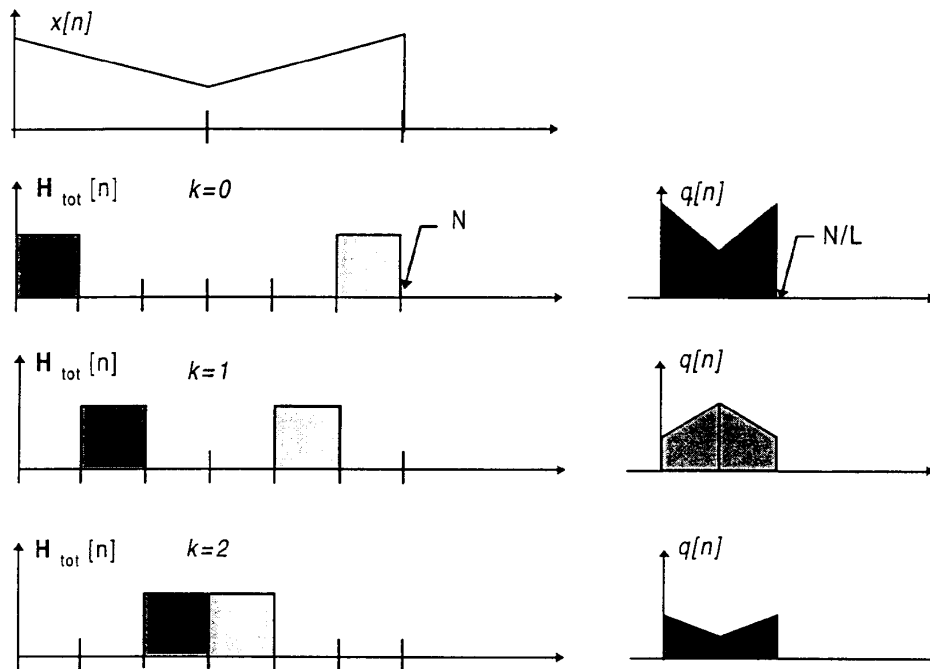 x[n]
H tot [n] k=0
N
q[n]
N/L
H tot [n] k=1
q[n]
H tot [n] k=2
q[n]